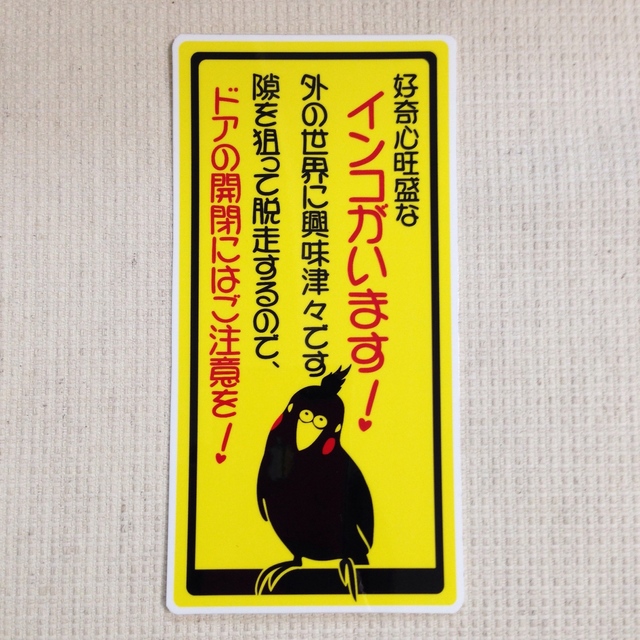 好奇心旺盛な
インコがいます!
外の世界に興味津々です
隙を狙って脱走するので、
ドアの開閉にはご注意を!